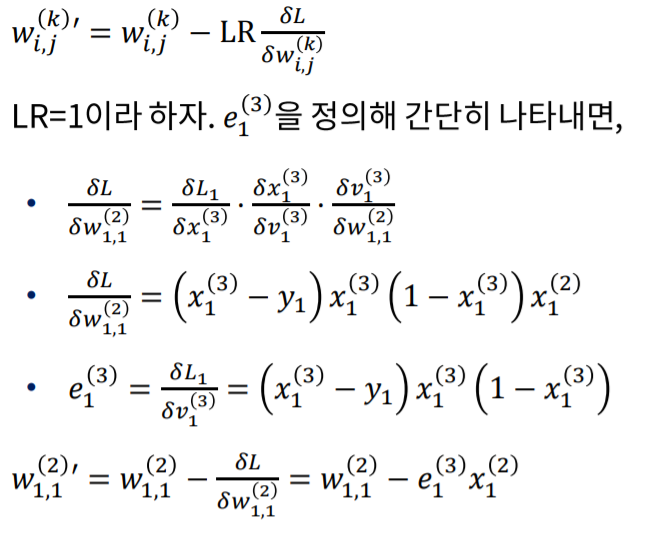 $w_{i,j}^{(k)\prime} = w_{i,j}^{(k)} - \mathrm{LR}\frac{\delta L}{\delta w_{i,j}^{(k)}}$
LR=1이라 하자. $e_1^{(3)}$을 정의해 간단히 나타내면,
• $\frac{\delta L}{\delta w_{1,1}^{(2)}} = \frac{\delta L_1}{\delta x_1^{(3)}} \cdot \frac{\delta x_1^{(3)}}{\delta v_1^{(3)}} \cdot \frac{\delta v_1^{(3)}}{\delta w_{1,1}^{(2)}}$
• $\frac{\delta L}{\delta w_{1,1}^{(2)}} = \left(x_1^{(3)} - y_1\right) x_1^{(3)} \left(1 - x_1^{(3)}\right) x_1^{(2)}$
• $e_1^{(3)} = \frac{\delta L_1}{\delta v_1^{(3)}} = \left(x_1^{(3)} - y_1\right) x_1^{(3)} \left(1 - x_1^{(3)}\right)$
$w_{1,1}^{(2)\prime} = w_{1,1}^{(2)} - \frac{\delta L}{\delta w_{1,1}^{(2)}} = w_{1,1}^{(2)} - e_1^{(3)} x_1^{(2)}$